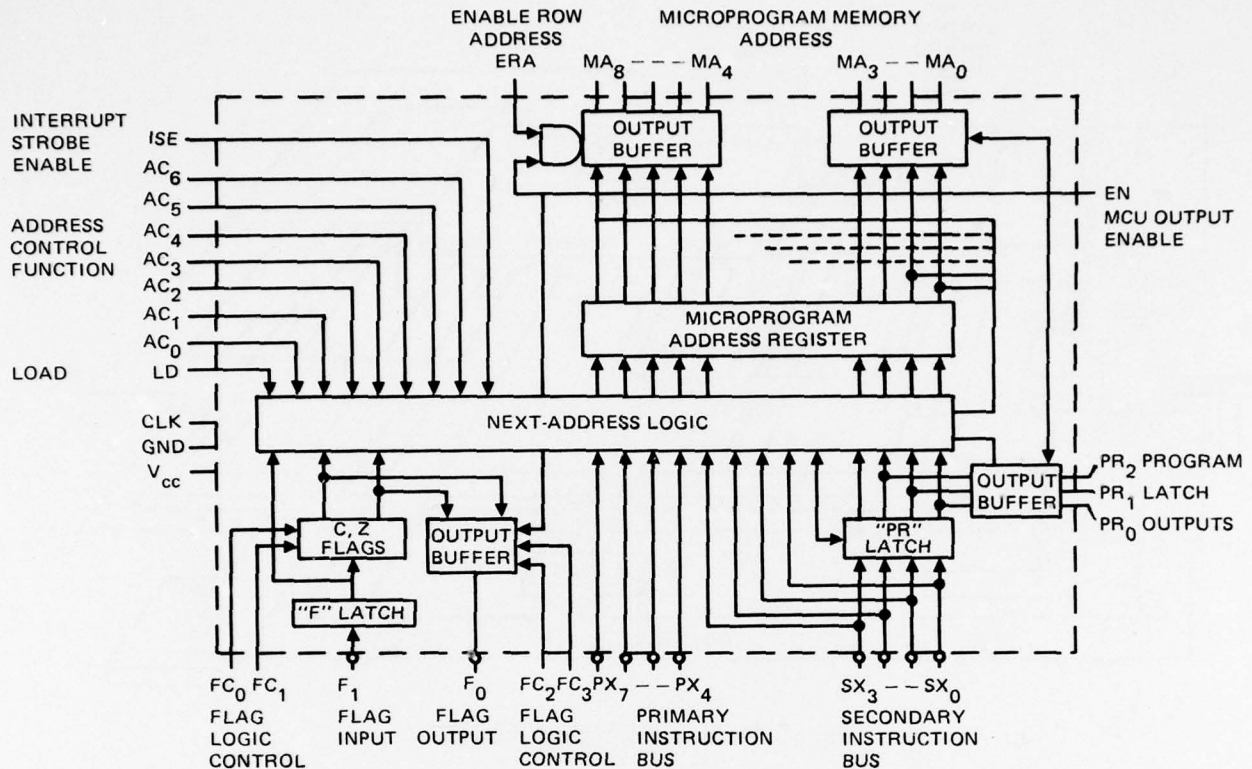 ENABLE ROW
ADDRESS
ERA
MICROPROGRAM MEMORY
ADDRESS
MA8 - - - MA4
MA3 - - MA0
INTERRUPT
STROBE
ENABLE
ISE
AC6
AC5
ADDRESS
CONTROL
FUNCTION
AC4
AC3
AC2
AC1
AC0
LOAD
LD
CLK
GND
Vcc
OUTPUT
BUFFER
OUTPUT
BUFFER
EN
MCU OUTPUT
ENABLE
MICROPROGRAM
ADDRESS REGISTER
NEXT-ADDRESS LOGIC
C, Z
FLAGS
OUTPUT
BUFFER
"F" LATCH
"PR"
LATCH
OUTPUT
BUFFER
PR2 PROGRAM
PR1 LATCH
PR0 OUTPUTS
FC0 FC1
FLAG
LOGIC
CONTROL
F1
FLAG
INPUT
F0
FLAG
OUTPUT
FC2 FC3
FLAG
LOGIC
CONTROL
PX7 - - PX4
PRIMARY
INSTRUCTION
BUS
SX3 - - SX0
SECONDARY
INSTRUCTION
BUS